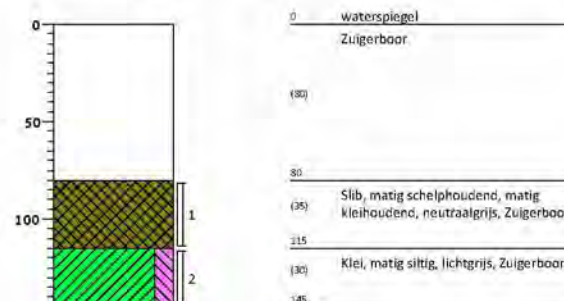 0
50
100
1
2
0 waterspiegel
Zuigerboor
(80)
80
(35) Slib, matig schelphoudend, matig
kleihoudend, neutraalgrijs, Zuigerboo
115
(30) Klei, matig siltig, lichtgrijs, Zuigerboor
145